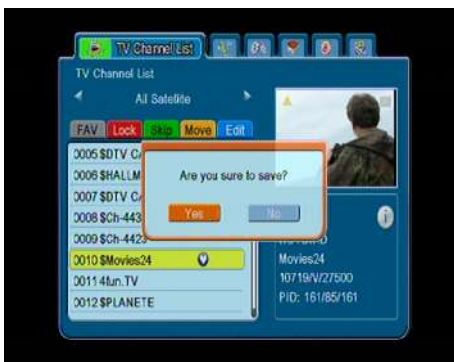 TV Channel List
TV Channel List
All Satellite
FAV Lock Skip Move Edit
0005 $DTV
0006 $HALLM
0007 $DTV
0008 $Ch-443
0009 $Ch-4423
0010 $Movies24
0011 4fun.TV
0012 $PLANETE
Are you sure to save?
Yes No
Movies24
10719/V/27500
PID: 161/85/161